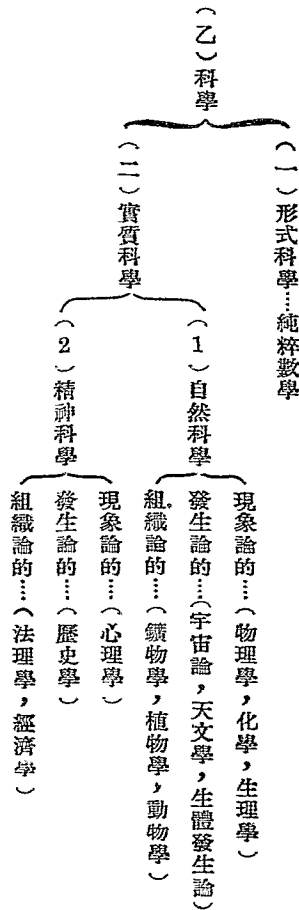 （乙）科學
（一）形式科學……純粹數學
（二）實質科學
（1）自然科學
現象論的……（物理學，化學，生理學）
發生論的……（宇宙論，天文學，生體發生論）
組織論的……（鑛物學，植物學，動物學）
（2）精神科學
現象論的……（心理學）
發生論的……（歷史學）
組織論的……（法理學，經濟學）